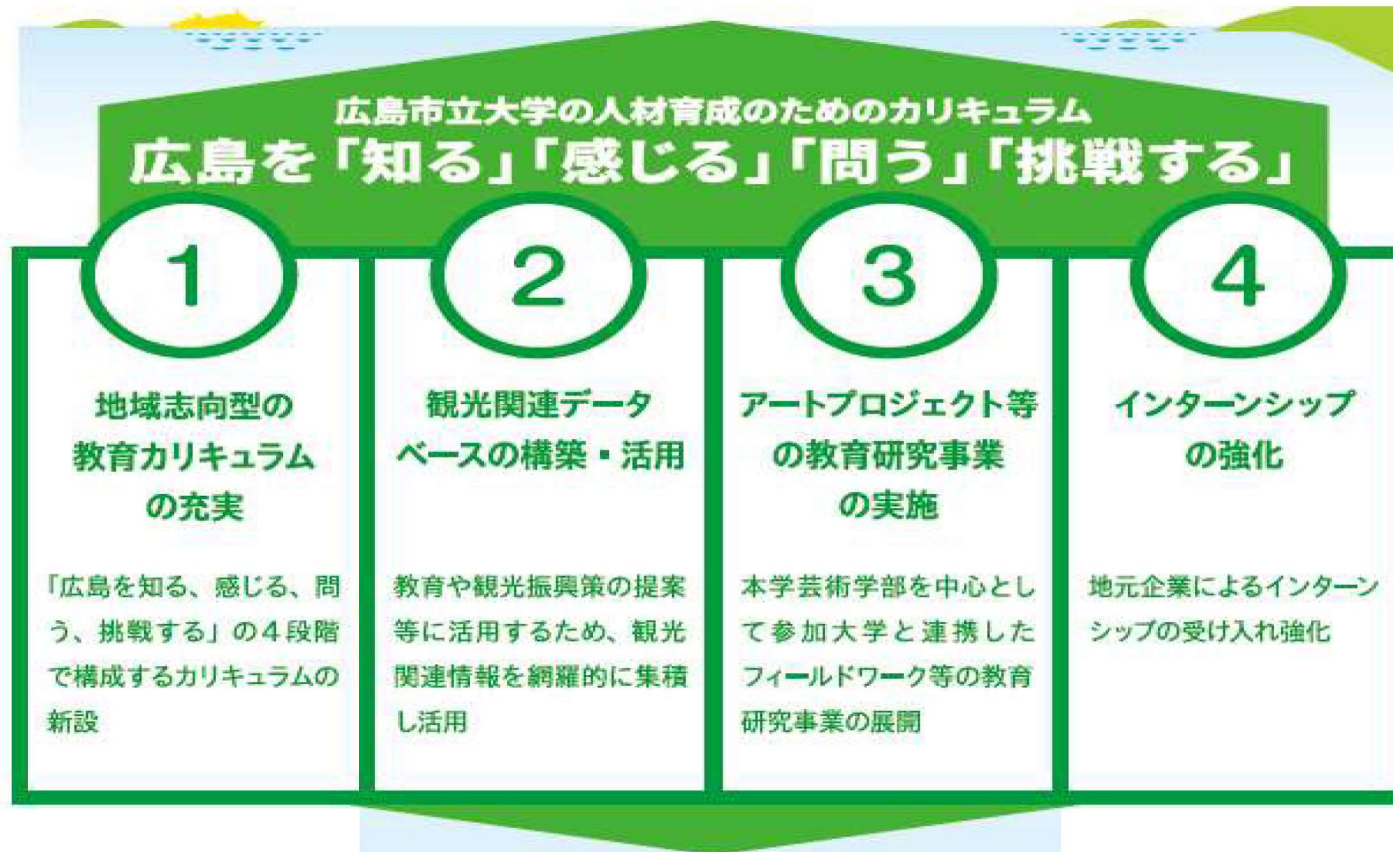 広島市立大学の人材育成のためのカリキュラム
広島を「知る」「感じる」「問う」「挑戦する」
1
地域志向型の
教育カリキュラム
の充実
「広島を知る、感じる、問
う、挑戦する」の４段階
で構成するカリキュラムの
新設
2
観光関連データ
ベースの構築・活用
教育や観光振興策の提案
等に活用するため、観光
関連情報を網羅的に集積
し活用
3
アートプロジェクト等
の教育研究事業
の実施
本学芸術学部を中心とし
て参加大学と連携した
フィールドワーク等の教育
研究事業の展開
4
インターンシップ
の強化
地元企業によるインターン
シップの受け入れ強化